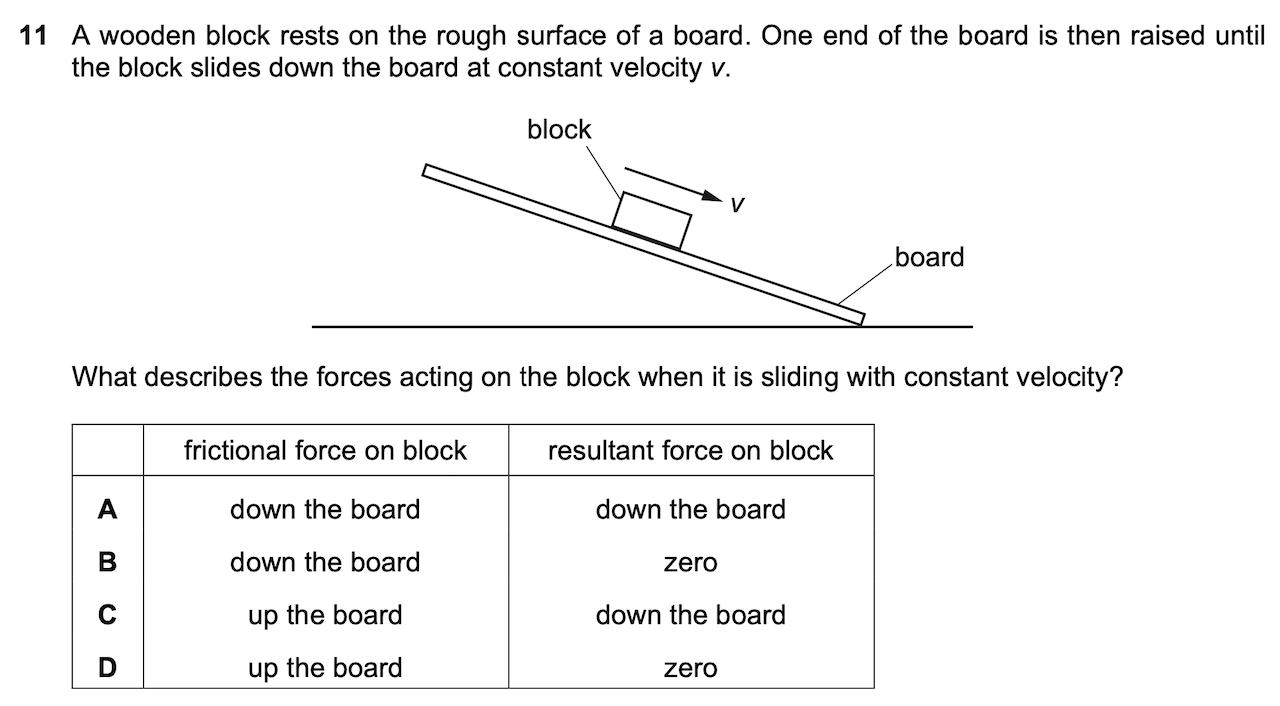 11 A wooden block rests on the rough surface of a board. One end of the board is then raised until
the block slides down the board at constant velocity v.
block
v
board
What describes the forces acting on the block when it is sliding with constant velocity?
frictional force on block resultant force on block
A down the board down the board
B down the board zero
C up the board down the board
D up the board zero